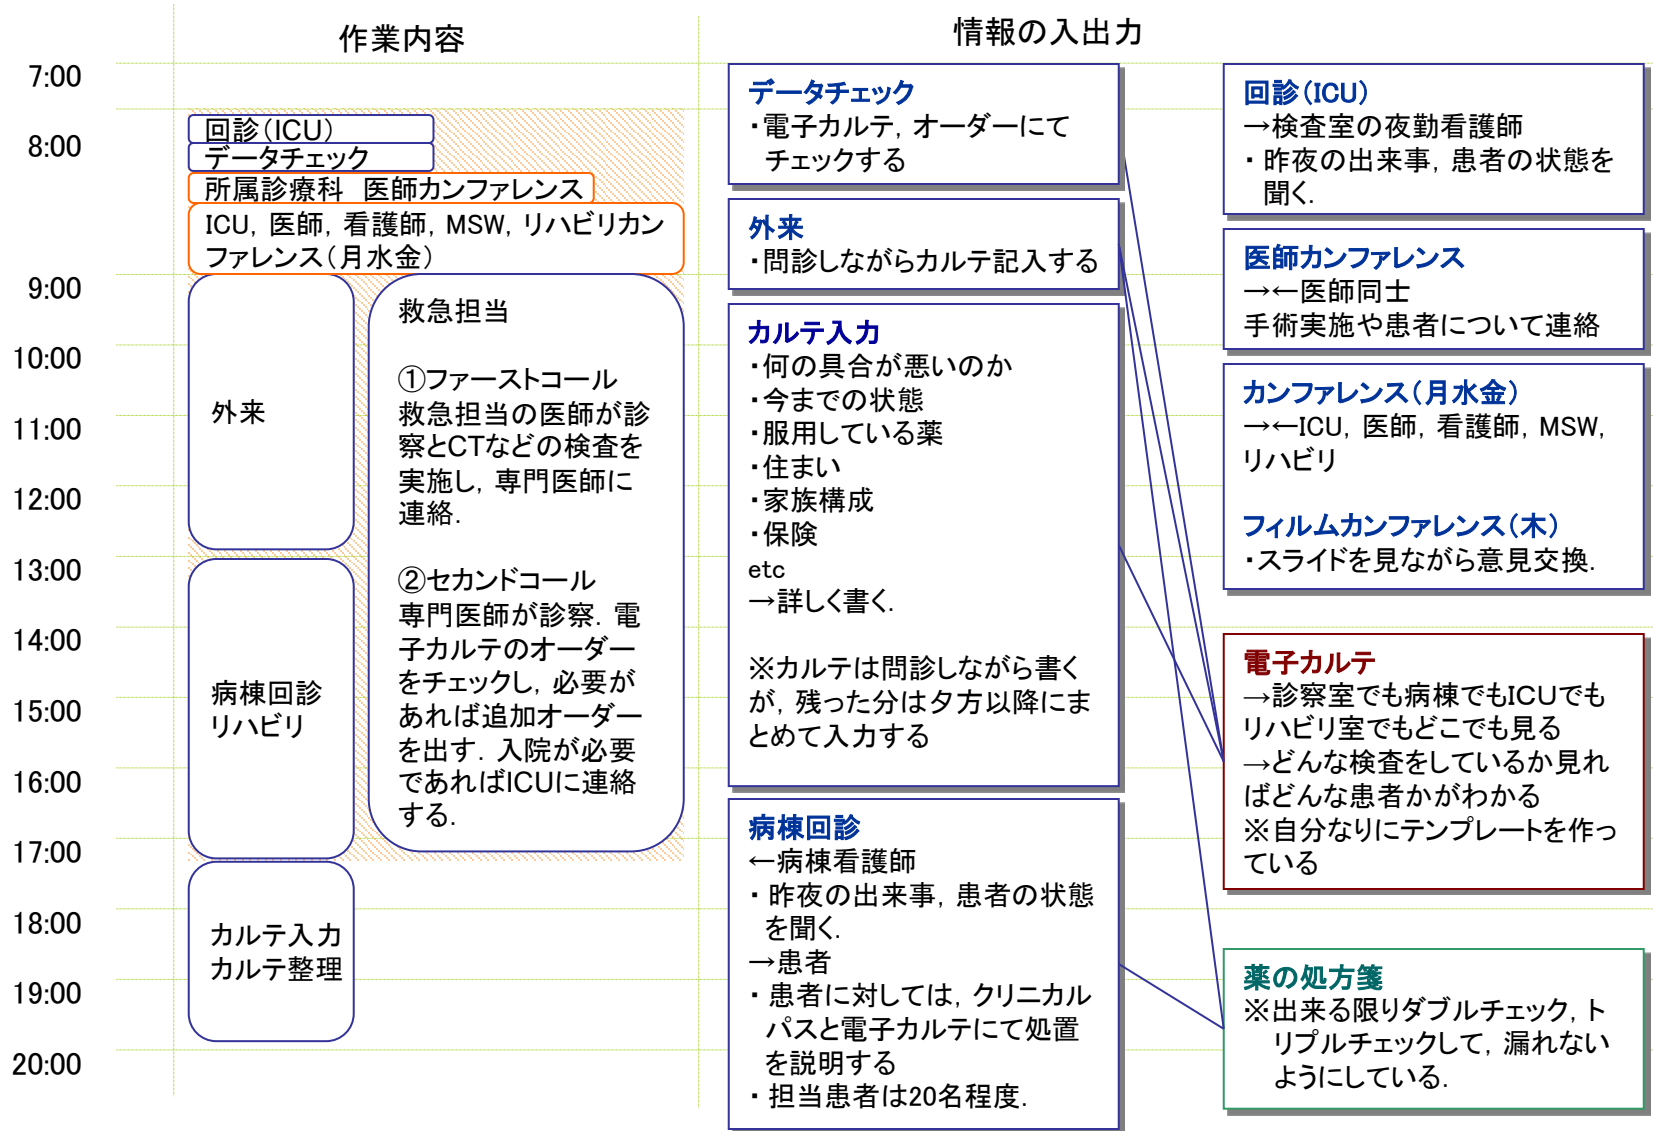 作業内容
情報の入出力
7:00
8:00
9:00
10:00
11:00
12:00
13:00
14:00
15:00
16:00
17:00
18:00
19:00
20:00
回診(ICU)
データチェック
所属診療科 医師カンファレンス
ICU, 医師, 看護師, MSW, リハビリカン
ファレンス(月水金)
外来
病棟回診
リハビリ
カルテ入力
カルテ整理
救急担当
①ファーストコール
救急担当の医師が診
察とCTなどの検査を
実施し, 専門医師に
連絡.
②セカンドコール
専門医師が診察. 電
子カルテのオーダー
をチェックし, 必要が
あれば追加オーダー
を出す. 入院が必要
であればICUに連絡
する.
データチェック
・電子カルテ, オーダーにて
チェックする
外来
・問診しながらカルテ記入する
カルテ入力
・何の具合が悪いのか
・今までの状態
・服用している薬
・住まい
・家族構成
・保険
etc
→詳しく書く.
※カルテは問診しながら書く
が, 残った分は夕方以降にま
とめて入力する
病棟回診
←病棟看護師
・昨夜の出来事, 患者の状態
を聞く.
→患者
・患者に対しては, クリニカル
パスと電子カルテにて処置
を説明する
・担当患者は20名程度.
回診(ICU)
→検査室の夜勤看護師
・昨夜の出来事, 患者の状態を
聞く.
医師カンファレンス
→←医師同士
手術実施や患者について連絡
カンファレンス(月水金)
→←ICU, 医師, 看護師, MSW,
リハビリ
フィルムカンファレンス(木)
・スライドを見ながら意見交換.
電子カルテ
→診察室でも病棟でもICUでも
リハビリ室でもどこでも見る
→どんな検査をしているか見れ
ばどんな患者かがわかる
※自分なりにテンプレートを作っ
ている
薬の処方箋
※出来る限りダブルチェック, ト
リプルチェックして, 漏れない
ようにしている.